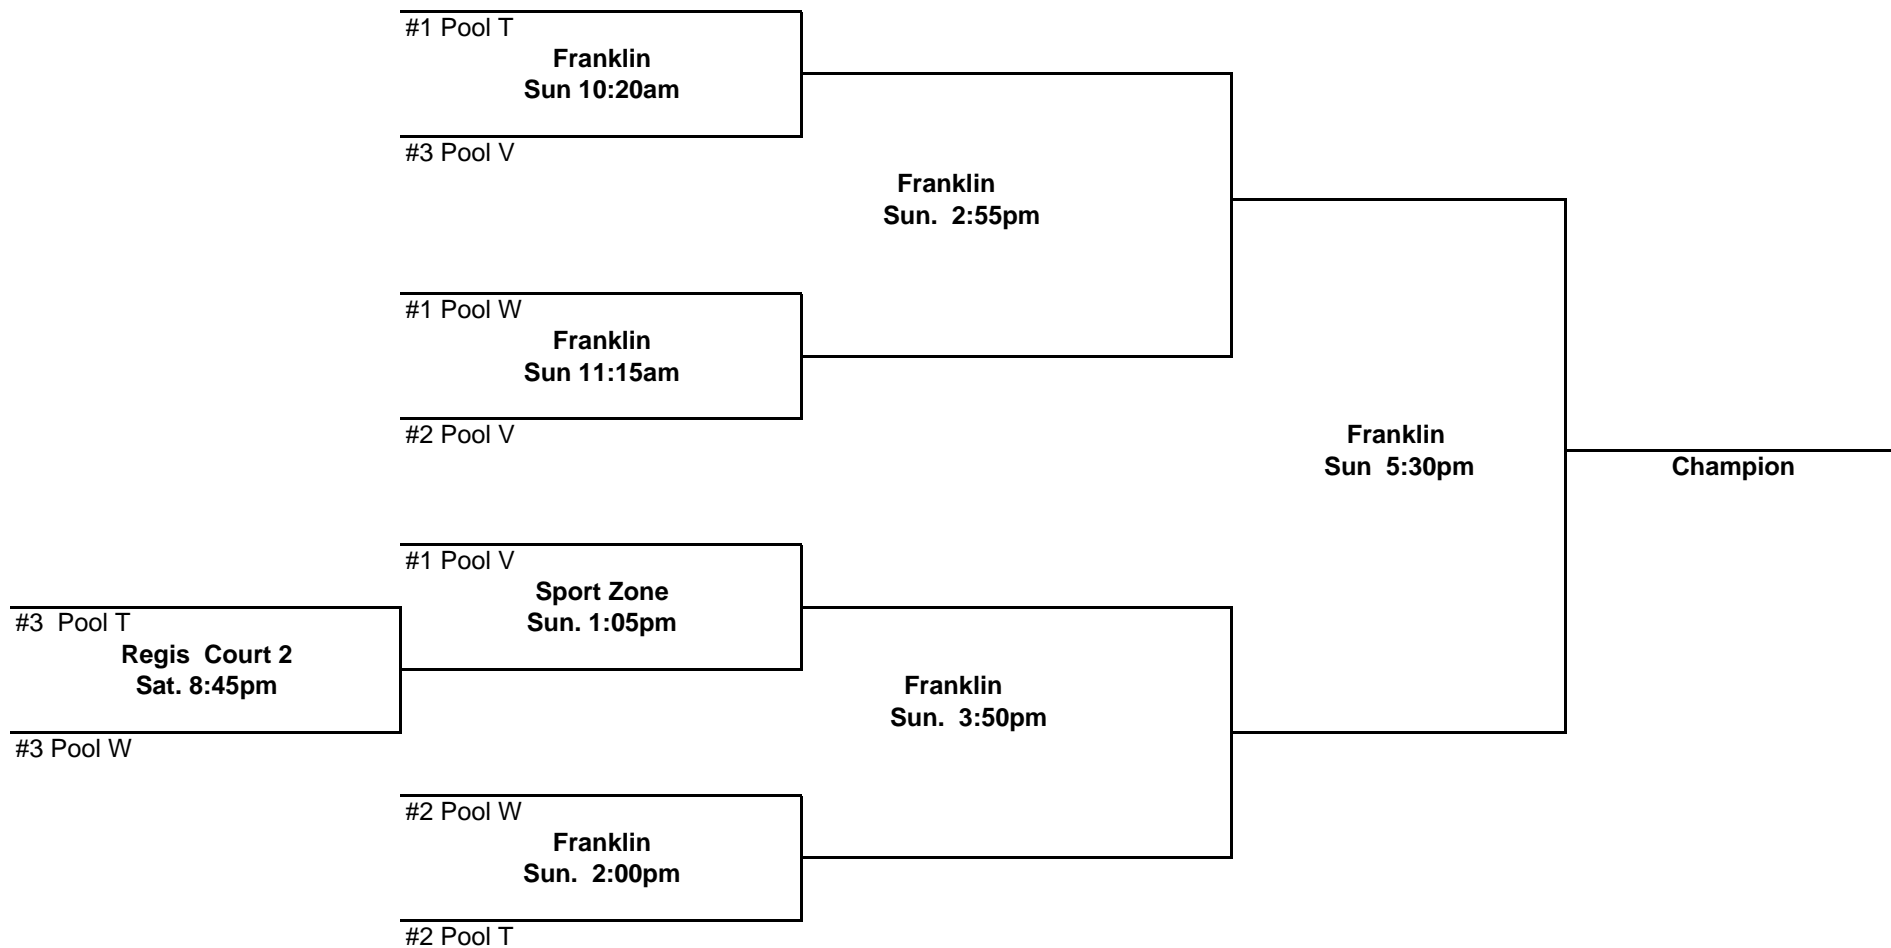 #1 Pool T
Franklin
Sun 10:20am
#3 Pool V
Franklin
Sun.  2:55pm
#1 Pool W
Franklin
Sun 11:15am
#2 Pool V
Franklin
Sun  5:30pm
Champion
#1 Pool V
Sport Zone
Sun. 1:05pm
#3  Pool T
Regis  Court 2
Sat. 8:45pm
#3 Pool W
Franklin
Sun.  3:50pm
#2 Pool W
Franklin
Sun.  2:00pm
#2 Pool T